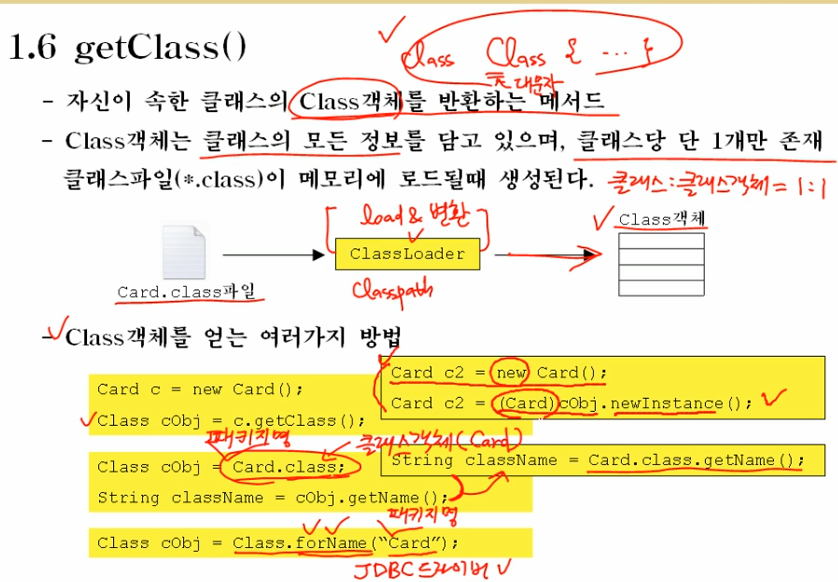 1.6 getClass()
class Class { ... }
대문자
- 자신이 속한 클래스의 Class객체를 반환하는 메서드
- Class객체는 클래스의 모든 정보를 담고 있으며, 클래스당 단 1개만 존재
클래스파일(*.class)이 메모리에 로드될때 생성된다.
클래스:클래스객체 = 1:1
load & 변환
Class객체
ClassLoader
Card.class파일
Classpath
- Class객체를 얻는 여러가지 방법
Card c = new Card();
Class cObj = c.getClass();
Card c2 = new Card();
Card c2 = (Card)cObj.newInstance();
패키지명
클래스객체(Card)
Class cObj = Card.class;
String className = cObj.getName();
String className = Card.class.getName();
패키지명
Class cObj = Class.forName("Card");
JDBC 드라이버